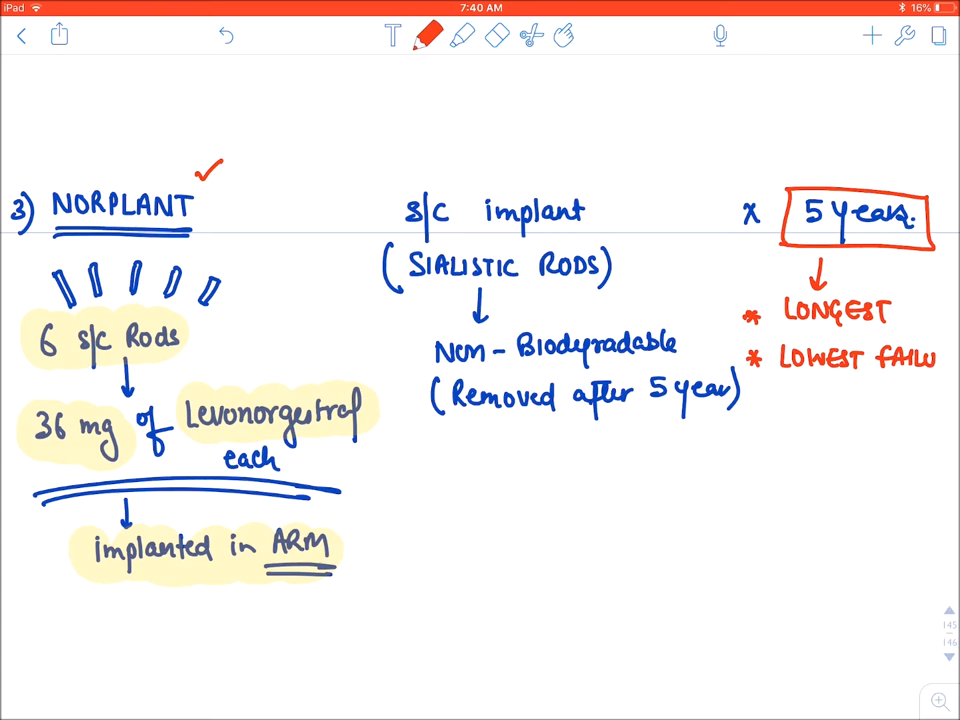 iPad
7:40 AM
16%
T
3) NORPLANT
6 s/c Rods
36 mg of Levonorgestral each
implanted in ARM
s/c implant x 5 years.
(SIALISTIC RODS)
Non-Biodegradable
(Removed after 5 year)
* LONGEST
* LOWEST FAILU
145
146